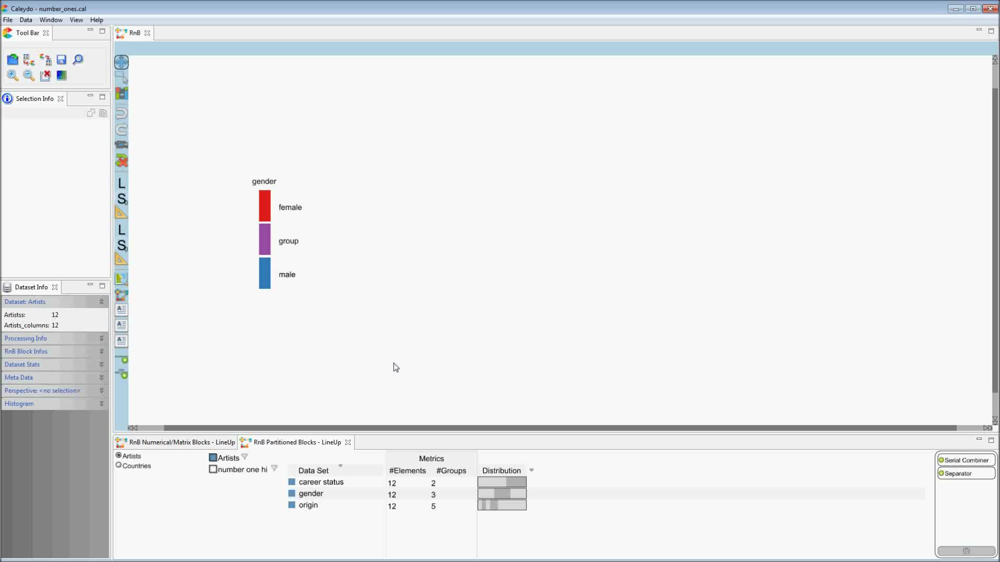 Caleydo - number_ones.cal
File Data Window View Help
Tool Bar
RnB
Selection Info
L
S
L
S
gender
female
group
male
Dataset Info
Dataset: Artists
Artistss: 12
Artists_columns: 12
Processing Info
RnB Block Infos
Dataset Stats
Meta Data
Perspective: <no selection>
Histogram
RnB Numerical/Matrix Blocks - LineUp
RnB Partitioned Blocks - LineUp
Artists
Countries
Artists
number one hi
Metrics
Data Set #Elements #Groups Distribution
career status 12 2
gender 12 3
origin 12 5
Serial Combiner
Separator